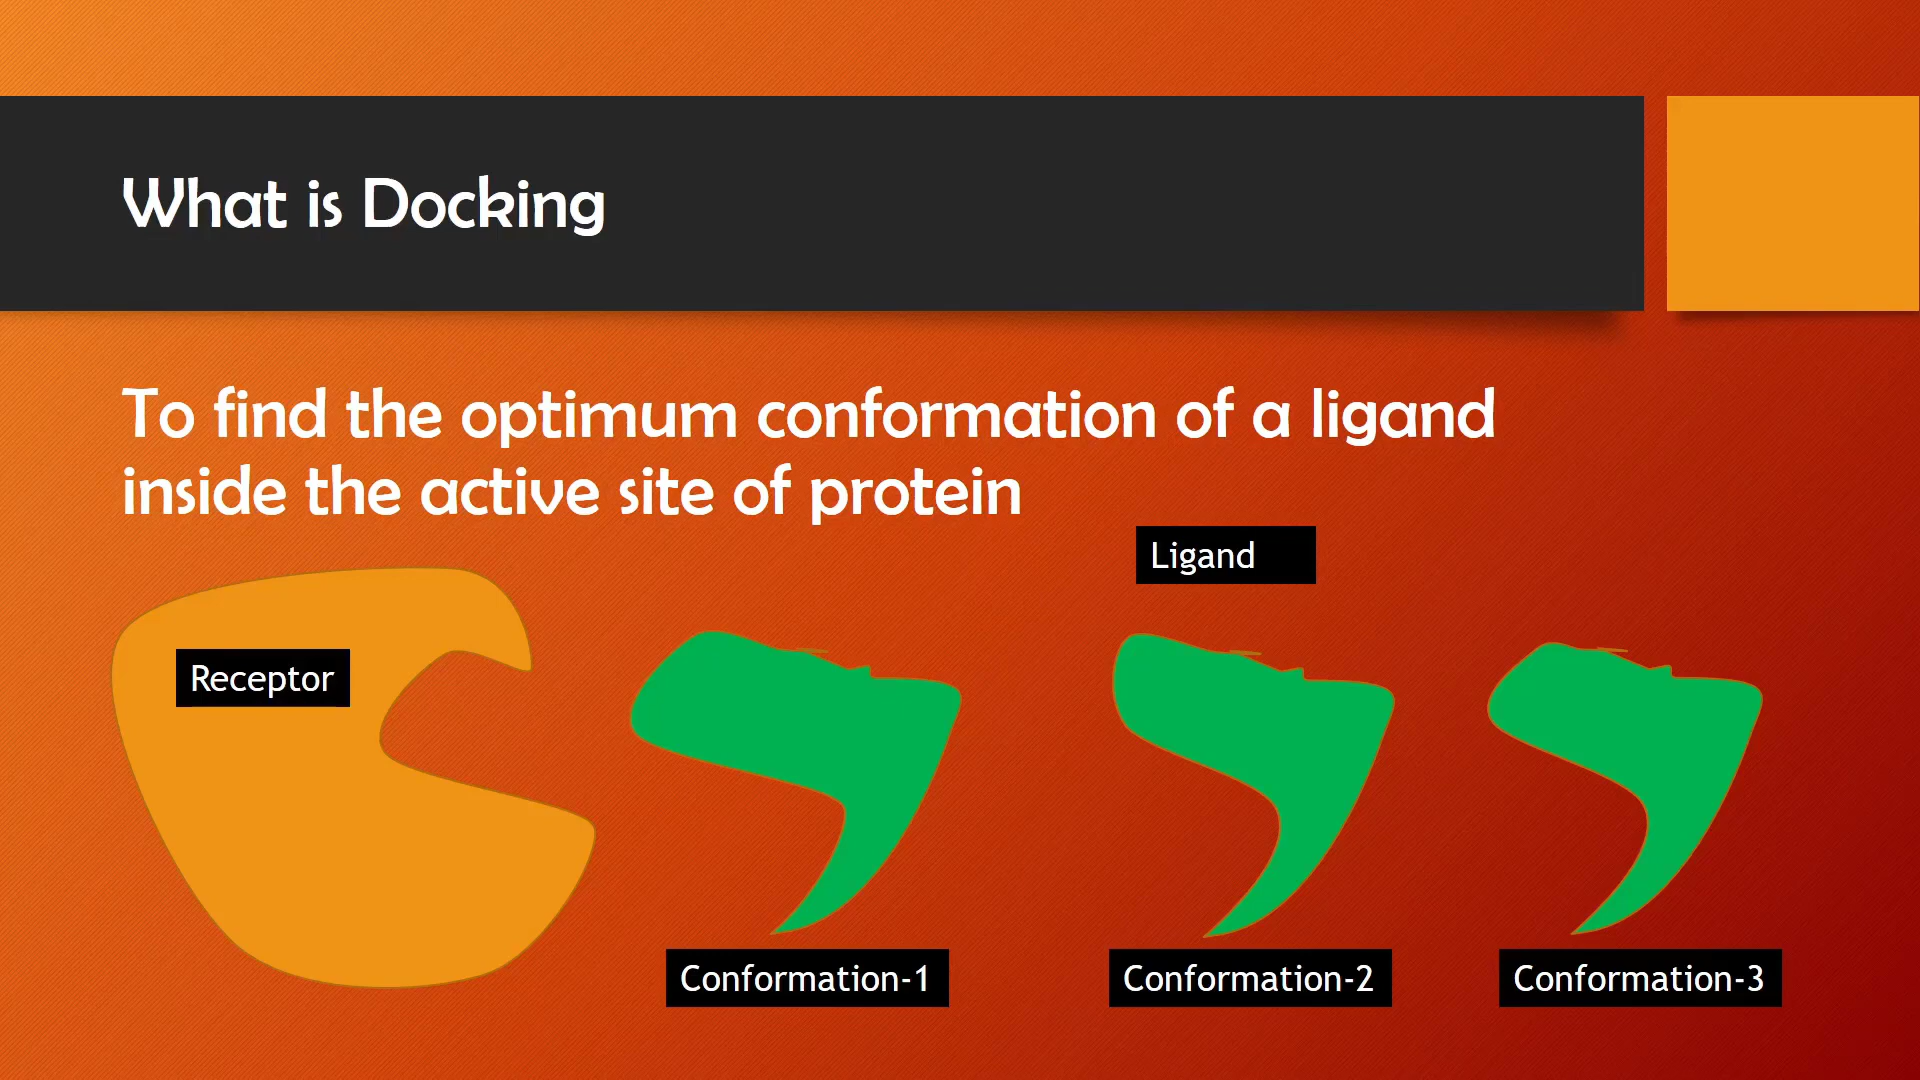 What is Docking
To find the optimum conformation of a ligand
inside the active site of protein
Ligand
Receptor
Conformation-1
Conformation-2
Conformation-3